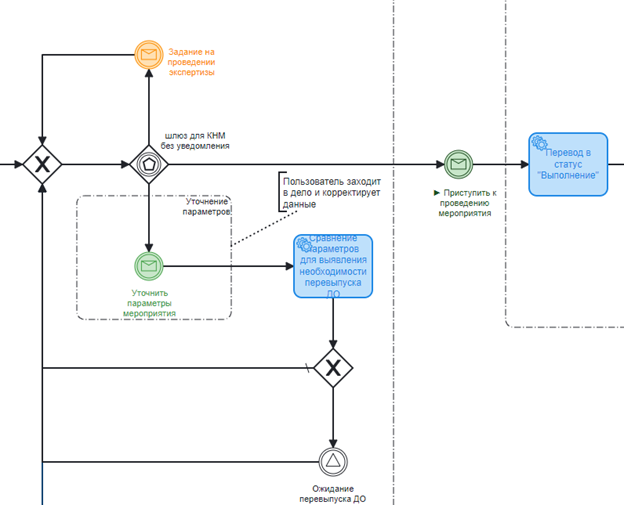 Задание на
проведении
экспертизы
шлюз для КНМ
без уведомления
Пользователь заходит
в дело и корректирует
данные
Уточнение
параметров
► Приступить к
проведению
мероприятия
Перевод в
статус
"Выполнение"
Уточнить
параметры
мероприятия
Сравнение
параметров
для выявления
необходимости
перевыпуска
ДО
Ожидание
перевыпуска ДО